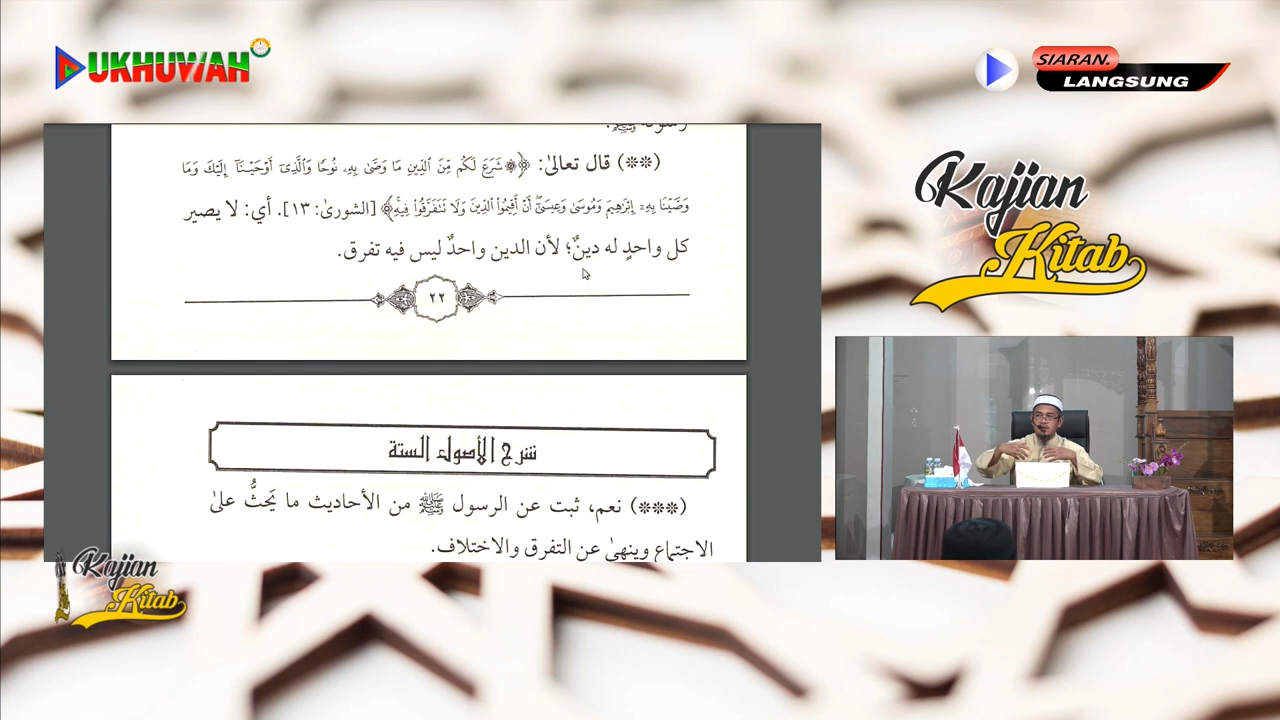 UKHUWAH
SIARAN.
LANGSUNG
Kajian
Kitab
(**) قال تعالىٰ: ﴿۞ شَرَعَ لَكُم مِّنَ ٱلدِّينِ مَا وَصَّىٰ بِهِۦ نُوحًا وَٱلَّذِىٓ أَوْحَيْنَآ إِلَيْكَ وَمَا
وَصَّيْنَا بِهِۦٓ إِبْرَٰهِيمَ وَمُوسَىٰ وَعِيسَىٰٓ أَنْ أَقِيمُوا۟ ٱلدِّينَ وَلَا تَتَفَرَّقُوا۟ فِيهِ﴾ [الشورىٰ: ١٣]. أي: لا يصير
كل واحدٍ له دينٌ؛ لأن الدين واحدٌ ليس فيه تفرق.
٢٢
شرح الأصول الستة
(***) نعم، ثبت عن الرسول ﷺ من الأحاديث ما يَحثُّ علىٰ
الاجتماع وينهىٰ عن التفرق والاختلاف.
Kajian
Kitab